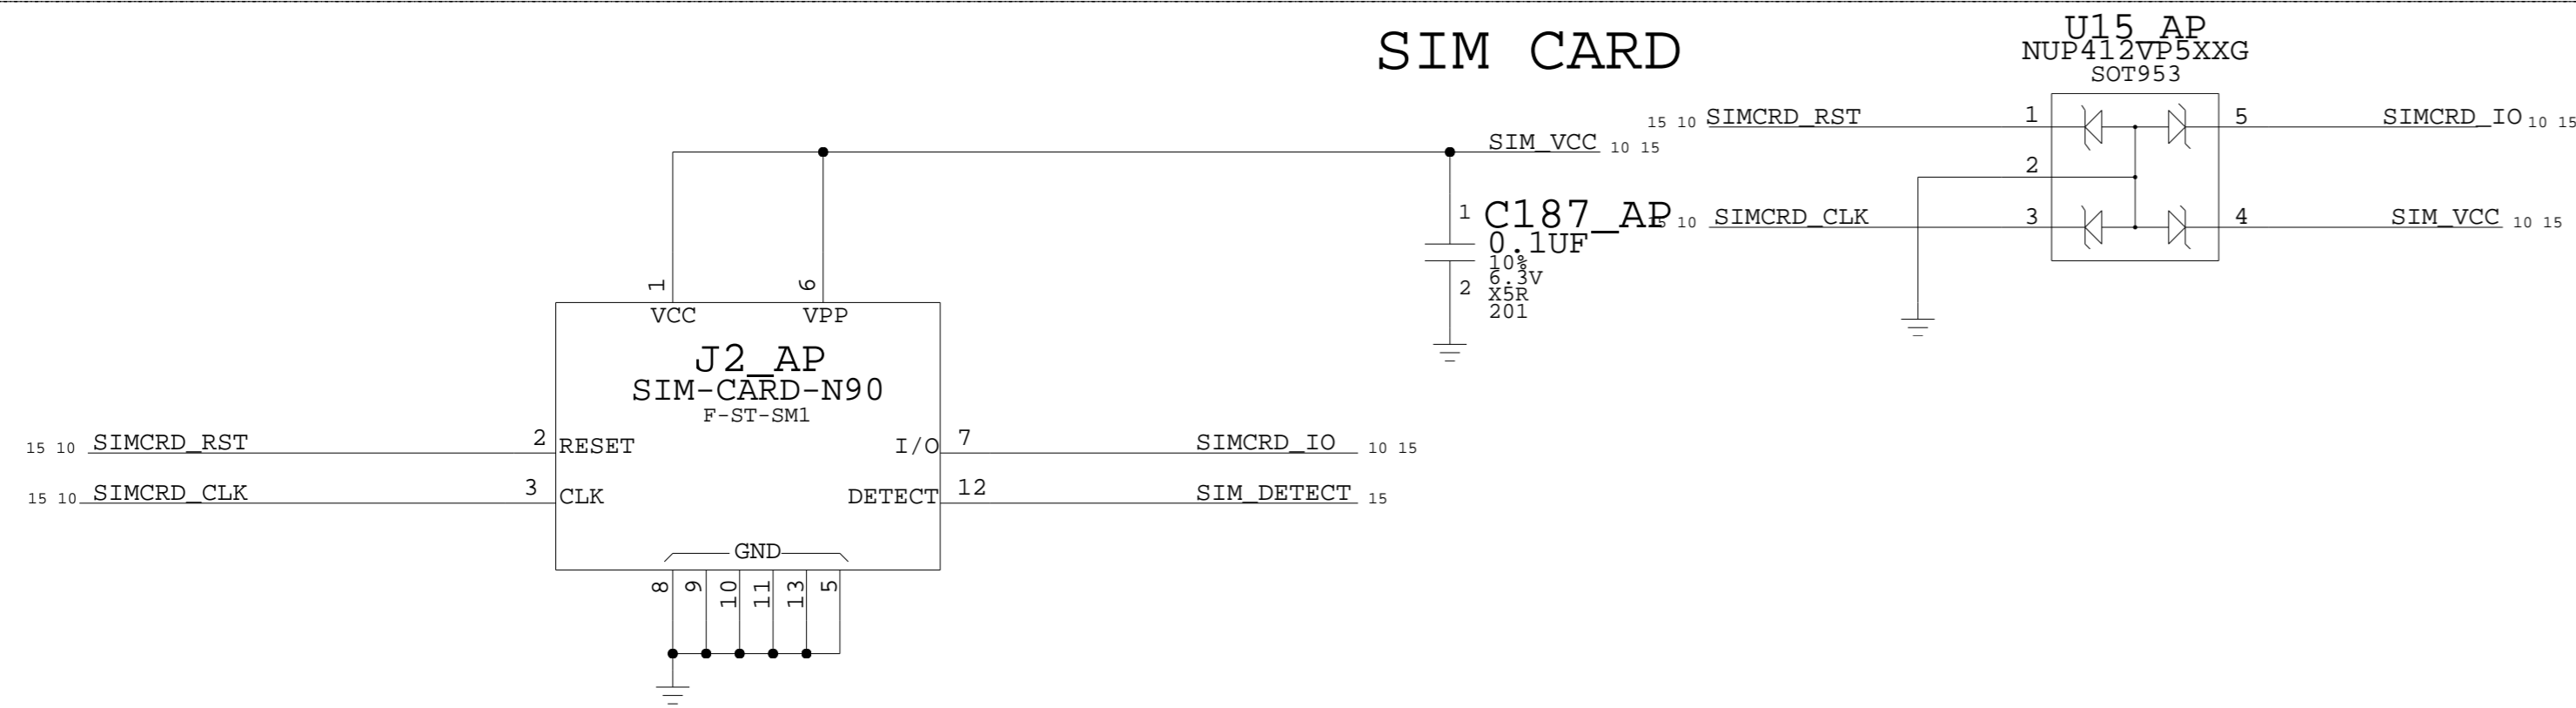 SIM CARD
U15_AP
NUP412VP5XXG
SOT953
15 10 SIMCRD_RST 1
5 SIMCRD_IO 10 15
2
15 10 SIMCRD_CLK 3
4 SIM_VCC 10 15
SIM_VCC 10 15
1 C187_AP
0.1UF
10%
6.3V
2 X5R
201
1 6
VCC VPP
J2_AP
SIM-CARD-N90
F-ST-SM1
15 10 SIMCRD_RST 2 RESET
I/O 7 SIMCRD_IO 10 15
15 10 SIMCRD_CLK 3 CLK
DETECT 12 SIM_DETECT 15
GND
8 9 10 11 13 5